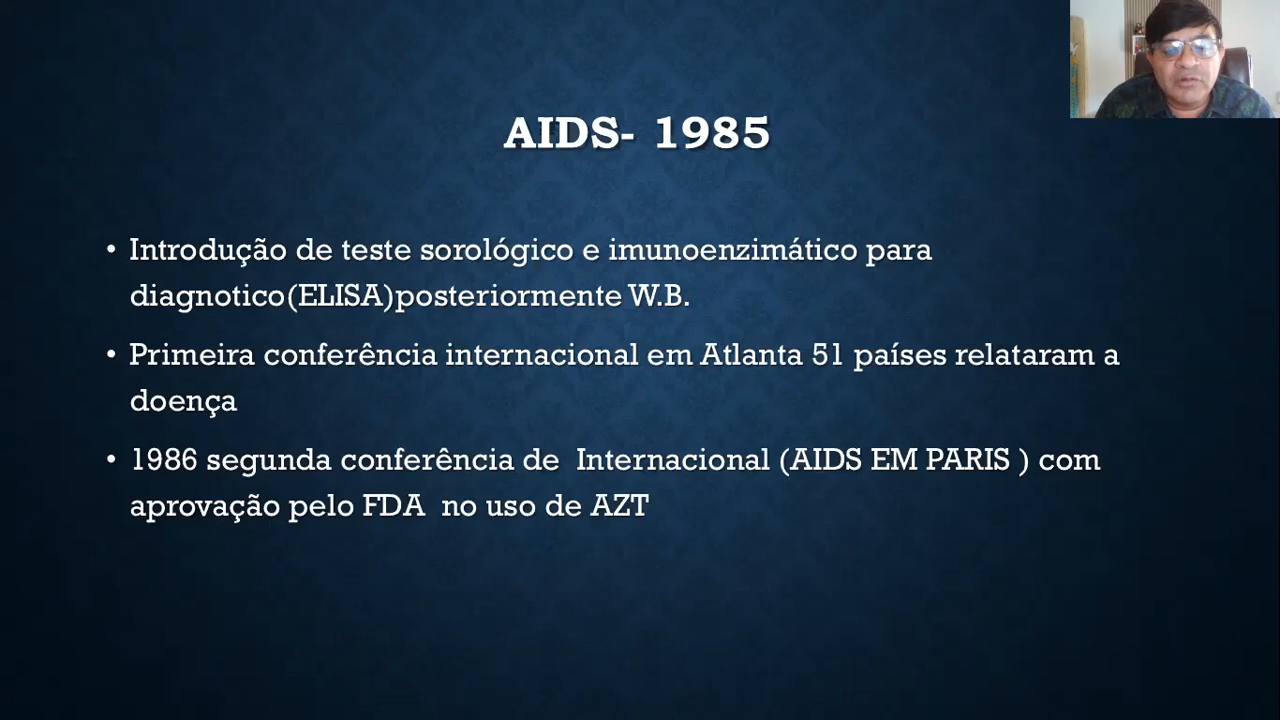 AIDS- 1985
• Introdução de teste sorológico e imunoenzimático para
diagnotico(ELISA)posteriormente W.B.
• Primeira conferência internacional em Atlanta 51 países relataram a
doença
• 1986 segunda conferência de  Internacional (AIDS EM PARIS ) com
aprovação pelo FDA  no uso de AZT